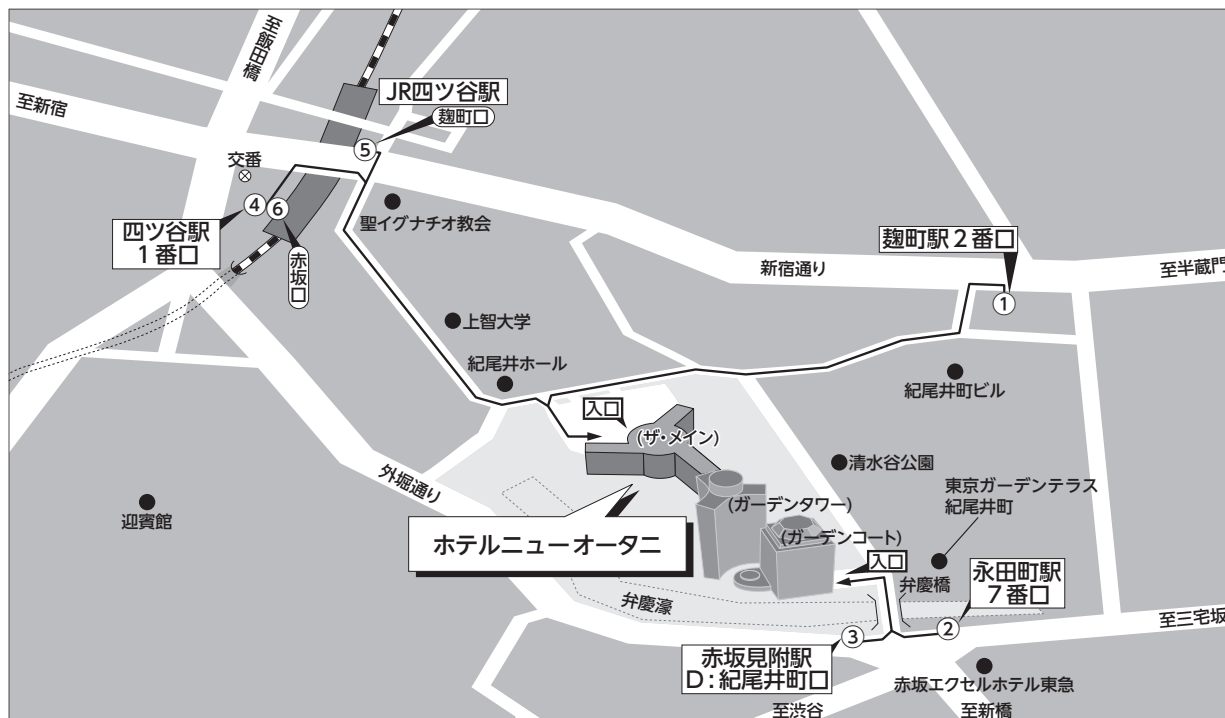 至飯田橋
至新宿
JR四ツ谷駅
麹町口
⑤
交番
④
⑥
四ツ谷駅
1番口
赤坂口
聖イグナチオ教会
麹町駅2番口
新宿通り
至半蔵門
①
上智大学
紀尾井ホール
紀尾井町ビル
入口
(ザ・メイン)
清水谷公園
外堀通り
東京ガーデンテラス
紀尾井町
迎賓館
(ガーデンタワー)
(ガーデンコート)
ホテルニューオータニ
入口
弁慶橋
永田町駅
7番口
弁慶濠
②
至三宅坂
③
赤坂見附駅
D:紀尾井町口
赤坂エクセルホテル東急
至渋谷
至新橋